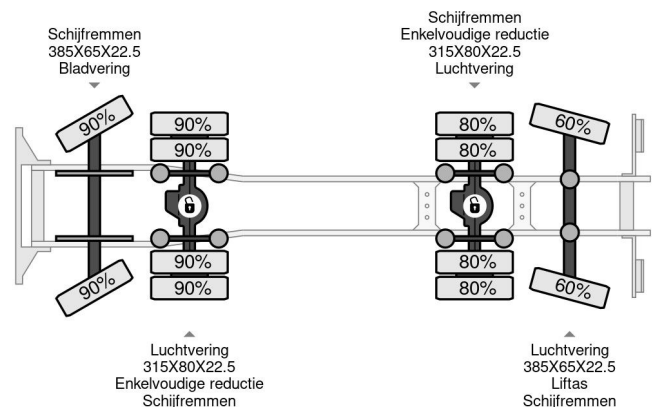 Schijfremmen
385X65X22.5
Bladvering
Schijfremmen
Enkelvoudige reductie
315X80X22.5
Luchtvering
90%
90%
90%
80%
80%
60%
90%
90%
90%
80%
80%
60%
Luchtvering
315X80X22.5
Enkelvoudige reductie
Schijfremmen
Luchtvering
385X65X22.5
Liftas
Schijfremmen